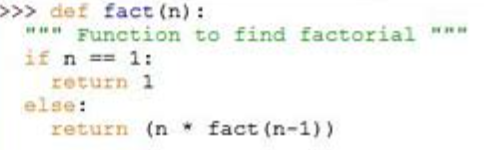 >>> def fact(n):
""" Function to find factorial """
if n == 1:
return 1
else:
return (n * fact(n-1))